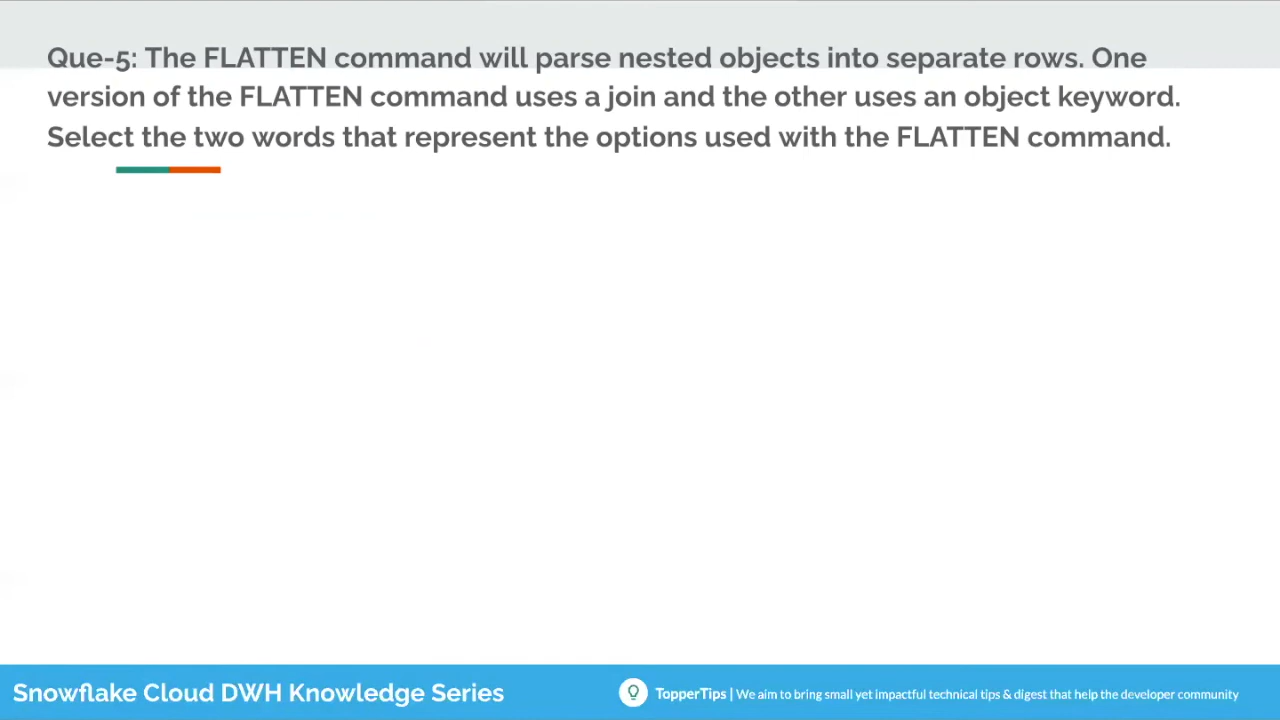 Que-5: The FLATTEN command will parse nested objects into separate rows. One
version of the FLATTEN command uses a join and the other uses an object keyword.
Select the two words that represent the options used with the FLATTEN command.
Snowflake Cloud DWH Knowledge Series
TopperTips | We aim to bring small yet impactful technical tips & digest that help the developer community